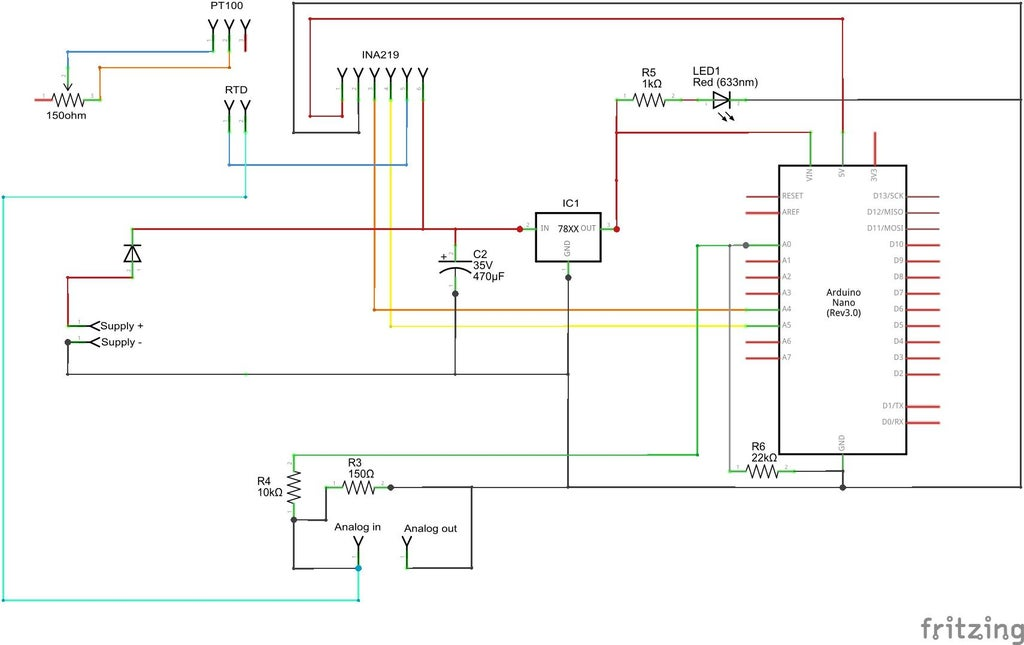 PT100
INA219
RTD
150ohm
R5
1kΩ
LED1
Red (633nm)
VIN
5V
3V3
RESET
AREF
A0
A1
A2
A3
A4
A5
A6
A7
D13/SCK
D12/MISO
D11/MOSI
D10
D9
D8
D7
D6
D5
D4
D3
D2
D1/TX
D0/RX
GND
Arduino
Nano
(Rev3.0)
IC1
IN
78XX
OUT
GND
+
C2
35V
470µF
Supply +
Supply -
R6
22kΩ
R4
10kΩ
R3
150Ω
Analog in
Analog out
fritzing